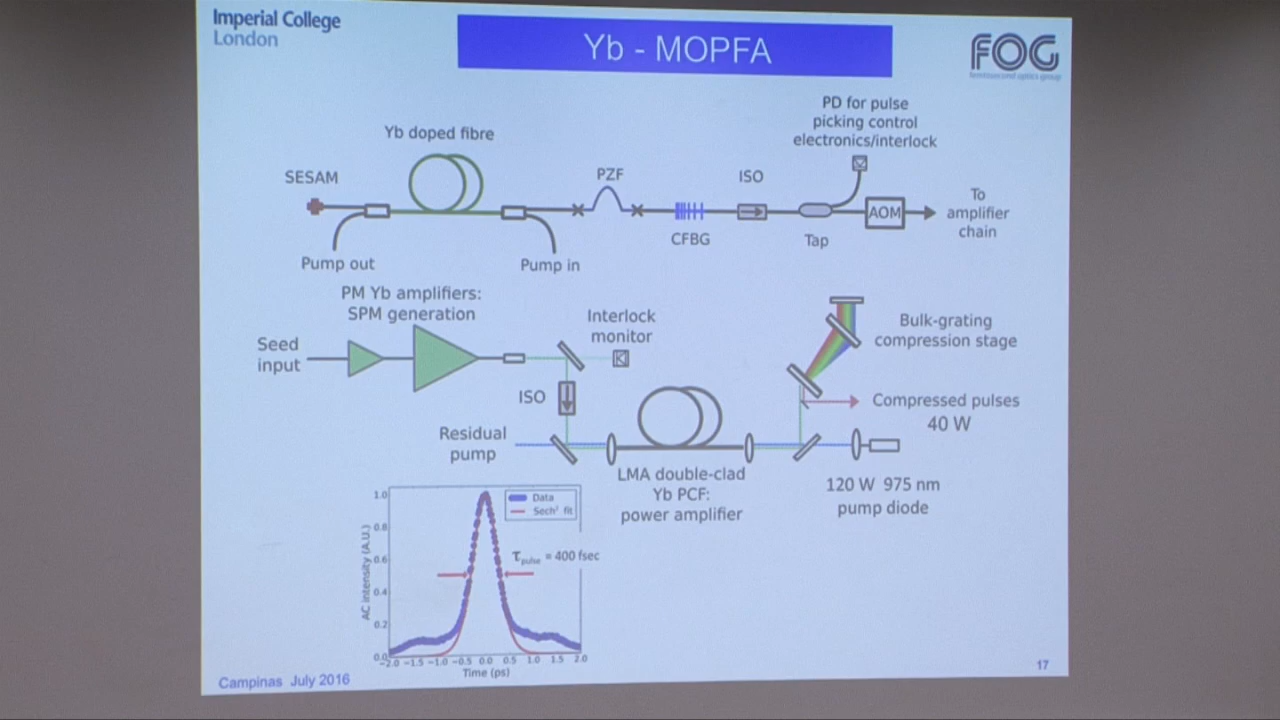 Imperial College
London
Yb - MOPFA
FOG
femtosecond optics group
PD for pulse
picking control
electronics/interlock
Yb doped fibre
SESAM
PZF
ISO
To
amplifier
chain
AOM
CFBG
Tap
Pump out
Pump in
PM Yb amplifiers:
SPM generation
Interlock
monitor
Bulk-grating
compression stage
Seed
input
ISO
Compressed pulses
40 W
Residual
pump
LMA double-clad
Yb PCF:
power amplifier
120 W 975 nm
pump diode
1.0
0.8
0.6
0.4
0.2
0.0
AC intensity (A.U.)
Data
Sech² fit
τpulse = 400 fsec
−2.0 −1.5 −1.0 −0.5 0.0 0.5 1.0 1.5 2.0
Time (ps)
Campinas July 2016
17